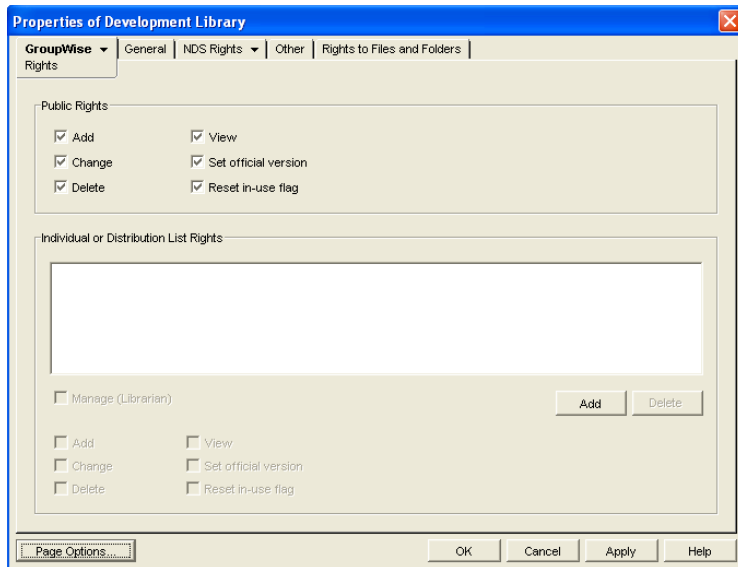 Properties of Development Library
GroupWise General NDS Rights Other Rights to Files and Folders
Rights
Public Rights
Add View
Change Set official version
Delete Reset in-use flag
Individual or Distribution List Rights
Manage (Librarian) Add Delete
Add View
Change Set official version
Delete Reset in-use flag
Page Options... OK Cancel Apply Help